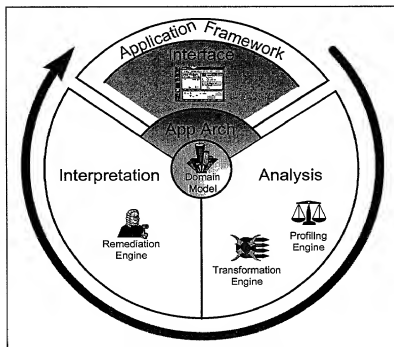 Application Framework
Interface
App Arch
Domain
Model
Interpretation
Analysis
Remediation
Engine
Profiling
Engine
Transformation
Engine